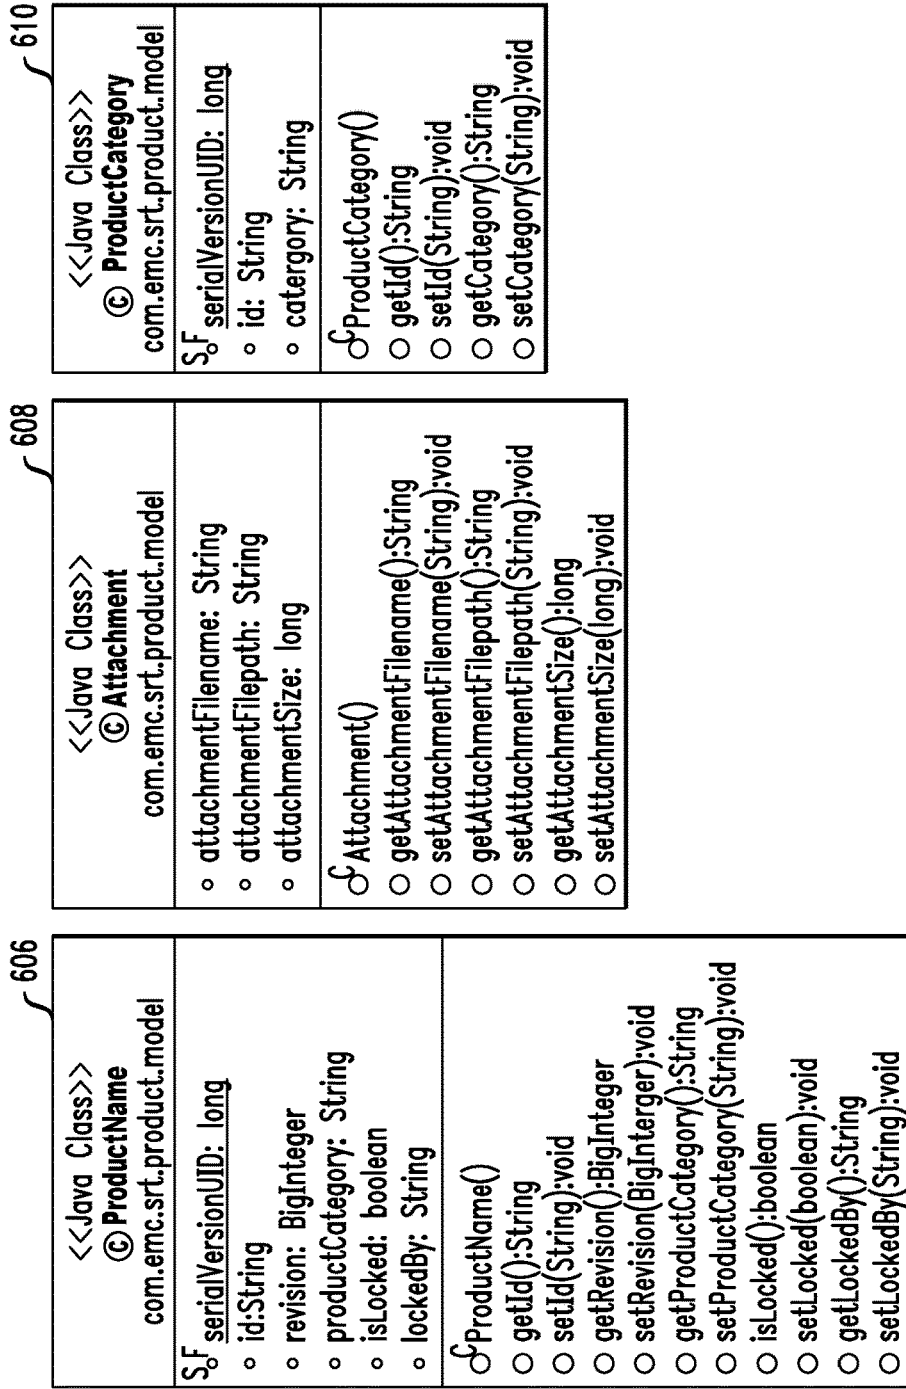 606
<<Java Class>>
© ProductName
com.emc.srt.product.model
S F serialVersionUID: long
id:String
revision: BigInteger
productCategory: String
isLocked: boolean
lockedBy: String
C ProductName()
getId():String
setId(String):void
getRevision():BigInteger
setRevision(BigInterger):void
getProductCategory():String
setProductCategory(String):void
isLocked():boolean
setLocked(boolean):void
getLockedBy():String
setLockedBy(String):void
608
<<Java Class>>
© Attachment
com.emc.srt.product.model
attachmentFilename: String
attachmentFilepath: String
attachmentSize: long
C Attachment()
getAttachmentFilename():String
setAttachmentFilename(String):void
getAttachmentFilepath():String
setAttachmentFilepath(String):void
getAttachmentSize():long
setAttachmentSize(long):void
610
<<Java Class>>
© ProductCategory
com.emc.srt.product.model
S F serialVersionUID: long
id: String
catergory: String
C ProductCategory()
getId():String
setId(String):void
getCategory():String
setCategory(String):void